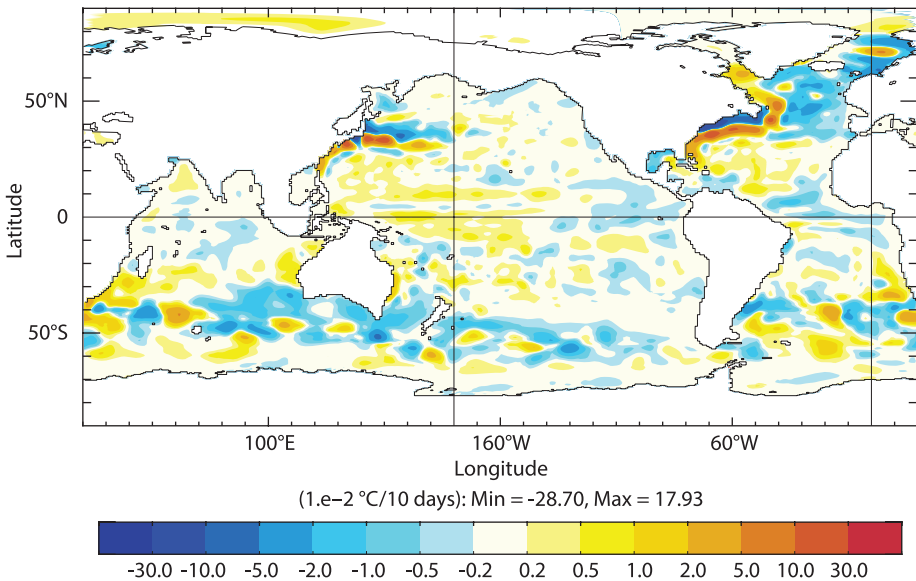 50°N
0
50°S
Latitude
100°E 160°W 60°W
Longitude
(1.e−2 °C/10 days): Min = -28.70, Max = 17.93
-30.0 -10.0 -5.0 -2.0 -1.0 -0.5 -0.2 0.2 0.5 1.0 2.0 5.0 10.0 30.0